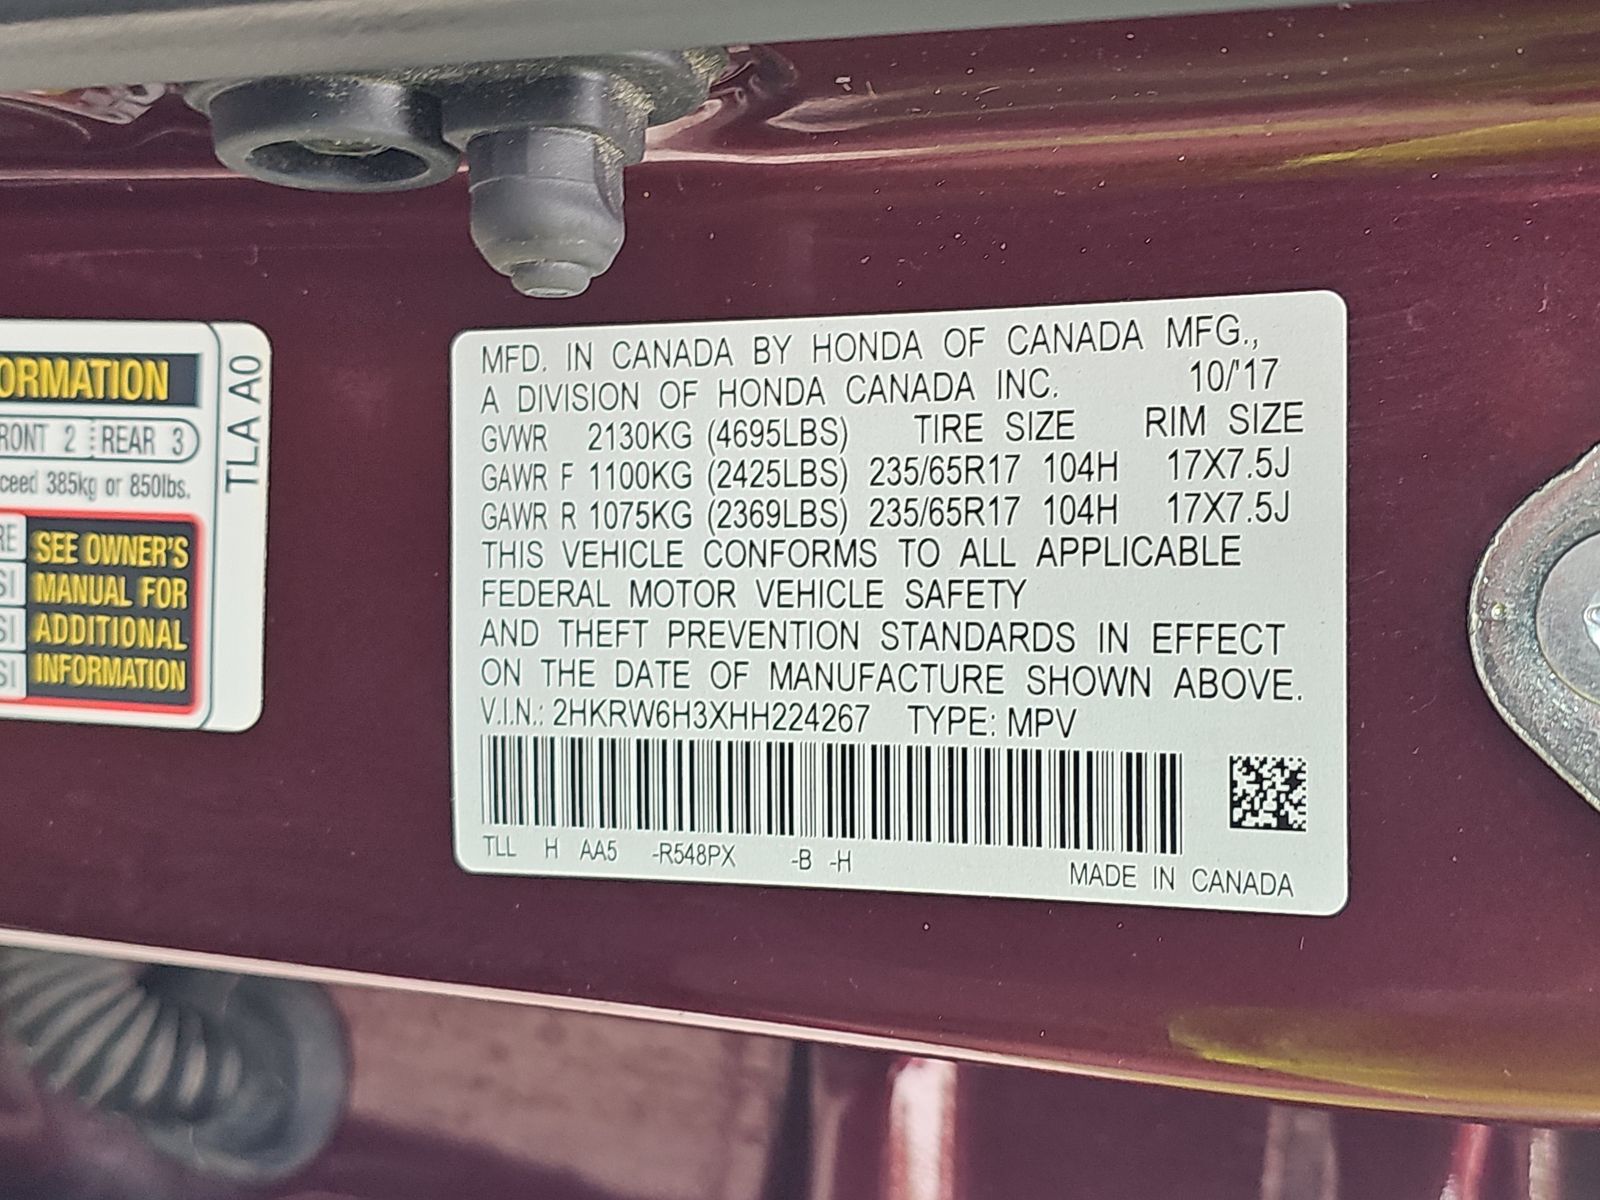 MFD. IN CANADA BY HONDA OF CANADA MFG.,
A DIVISION OF HONDA CANADA INC. 10/'17
GVWR 2130KG (4695LBS) TIRE SIZE RIM SIZE
GAWR F 1100KG (2425LBS) 235/65R17 104H 17X7.5J
GAWR R 1075KG (2369LBS) 235/65R17 104H 17X7.5J
THIS VEHICLE CONFORMS TO ALL APPLICABLE
FEDERAL MOTOR VEHICLE SAFETY
AND THEFT PREVENTION STANDARDS IN EFFECT
ON THE DATE OF MANUFACTURE SHOWN ABOVE.
V.I.N.: 2HKRW6H3XHH224267 TYPE: MPV
TLL H AA5 -R548PX -B -H
MADE IN CANADA
ORMATION
RONT 2 REAR 3
ceed 385kg or 850lbs.
RE
SI
SI
SI
SEE OWNER'S
MANUAL FOR
ADDITIONAL
INFORMATION
TLA A0